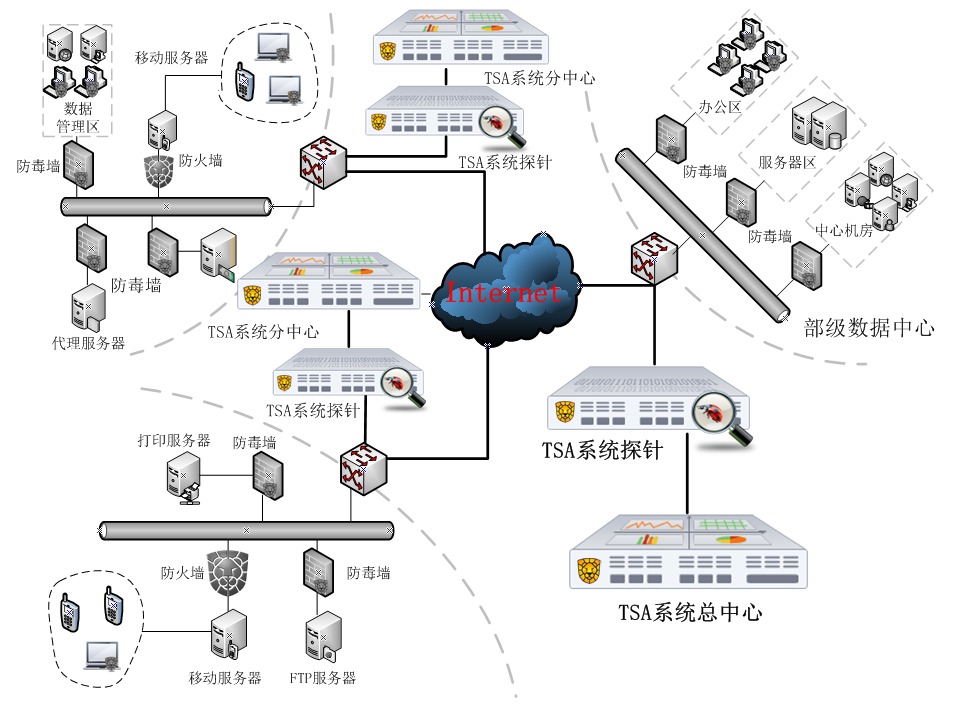 移动服务器
TSA系统分中心
数据
管理区
办公区
防毒墙
防火墙
TSA系统探针
服务器区
防毒墙
防毒墙
中心机房
防毒墙
Internet
TSA系统分中心
代理服务器
部级数据中心
TSA系统探针
打印服务器
防毒墙
TSA系统探针
防火墙
防毒墙
TSA系统总中心
移动服务器
FTP服务器